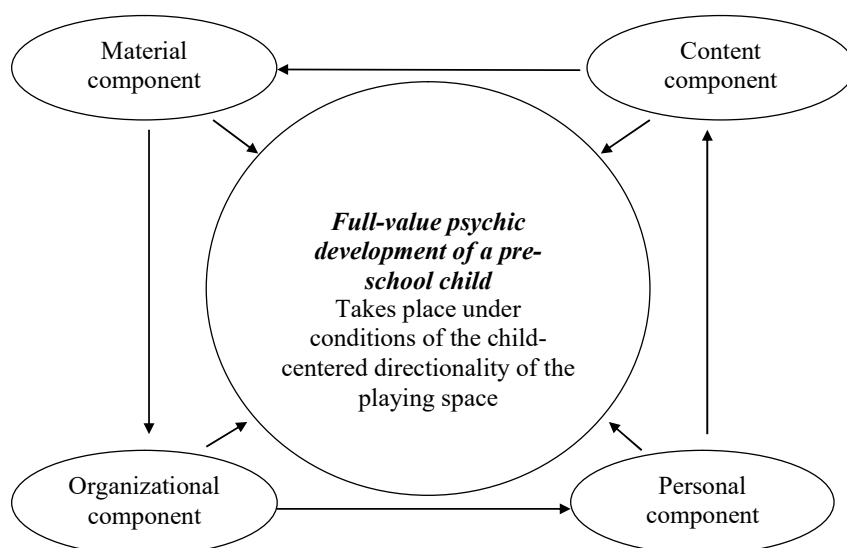 Material
component
Content
component
Full-value psychic
development of a pre-
school child
Takes place under
conditions of the child-
centered directionality of the
playing space
Organizational
component
Personal
component